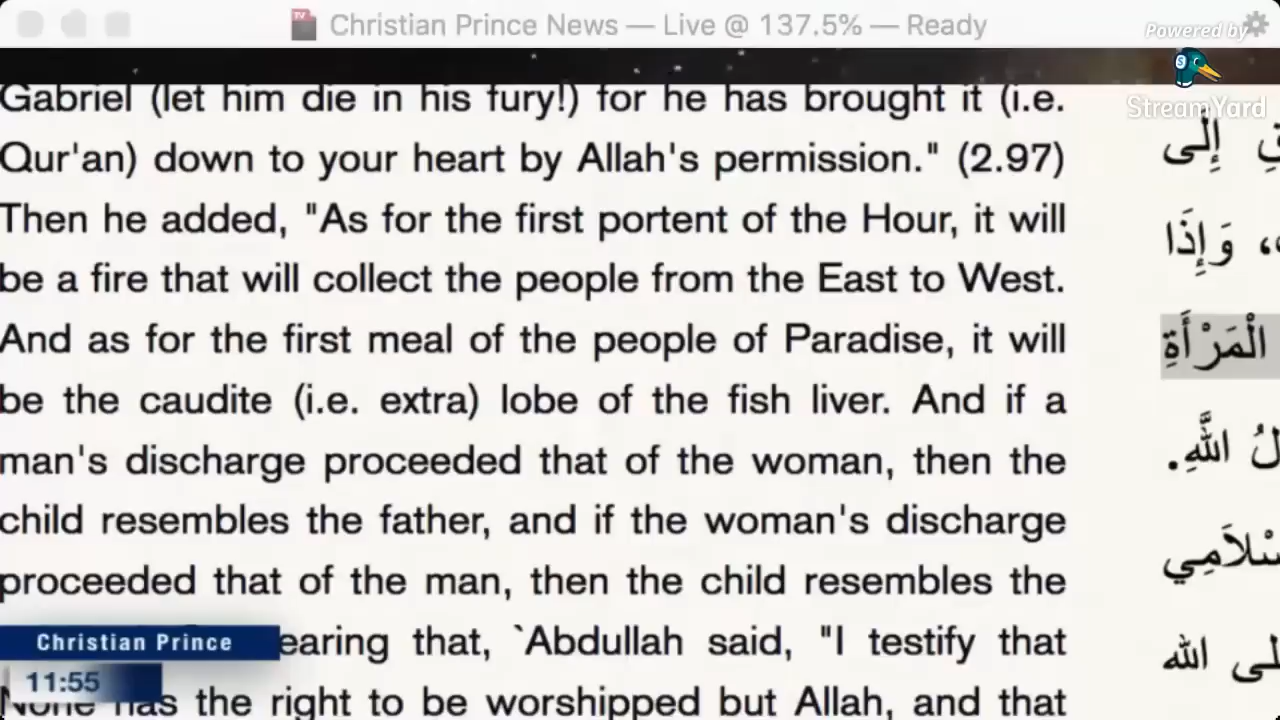 Christian Prince News — Live @ 137.5% — Ready
Powered by
StreamYard
Gabriel (let him die in his fury!) for he has brought it (i.e.
Qur'an) down to your heart by Allah's permission." (2.97)
Then he added, "As for the first portent of the Hour, it will
be a fire that will collect the people from the East to West.
And as for the first meal of the people of Paradise, it will
be the caudite (i.e. extra) lobe of the fish liver. And if a
man's discharge proceeded that of the woman, then the
child resembles the father, and if the woman's discharge
proceeded that of the man, then the child resembles the
earing that, `Abdullah said, "I testify that
None has the right to be worshipped but Allah, and that
إِلَى
وَإِذَا
الْمَرْأَةِ
اللَّهِ.
الله
Christian Prince
11:55